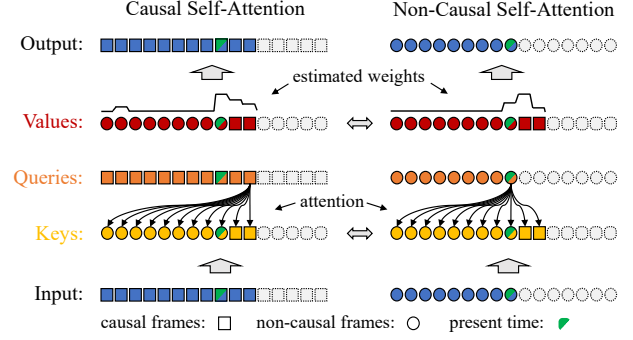 Causal Self-Attention
Non-Causal Self-Attention
Output:
estimated weights
Values:
Queries:
attention
Keys:
Input:
causal frames:
non-causal frames:
present time: